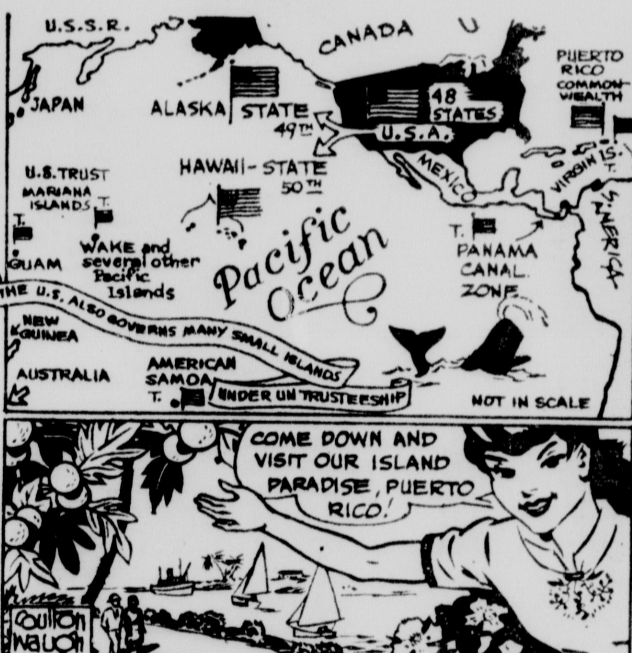 U.S.S.R.
CANADA
PUERTO
RICO
COMMON-
WEALTH
JAPAN
ALASKA STATE
49TH
48
STATES
U.S.A.
HAWAII-STATE
50TH
MEXICO
VIRGIN IS.
T.
S. AMERICA
U.S. TRUST
MARIANA
ISLANDS
T.
T.
GUAM
WAKE and
several other
Pacific
Islands
Pacific
Ocean
T.
PANAMA
CANAL
ZONE
THE U.S. ALSO GOVERNS MANY SMALL ISLANDS
UNDER UN TRUSTEESHIP
NEW
GUINEA
AUSTRALIA
AMERICAN
SAMOA
T.
NOT IN SCALE
COME DOWN AND
VISIT OUR ISLAND
PARADISE, PUERTO
RICO!
Coulton
Waugh